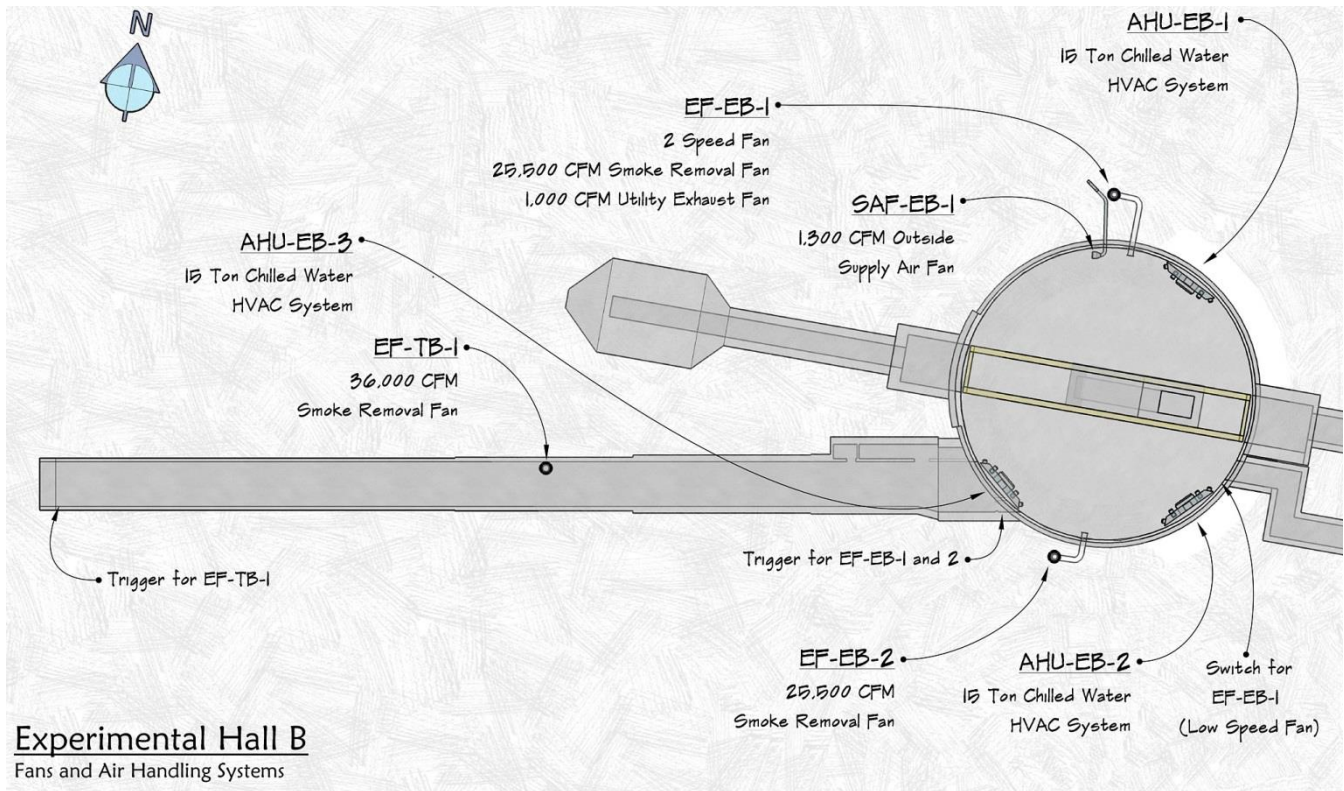 N
AHU-EB-1
15 Ton Chilled Water
HVAC System
EF-EB-1
2 Speed Fan
25,500 CFM Smoke Removal Fan
1,000 CFM Utility Exhaust Fan
SAF-EB-1
1,300 CFM Outside
Supply Air Fan
AHU-EB-3
15 Ton Chilled Water
HVAC System
EF-TB-1
36,000 CFM
Smoke Removal Fan
Trigger for EF-TB-1
Trigger for EF-EB-1 and 2
EF-EB-2
25,500 CFM
Smoke Removal Fan
AHU-EB-2
15 Ton Chilled Water
HVAC System
Switch for
EF-EB-1
(Low Speed Fan)
Experimental Hall B
Fans and Air Handling Systems